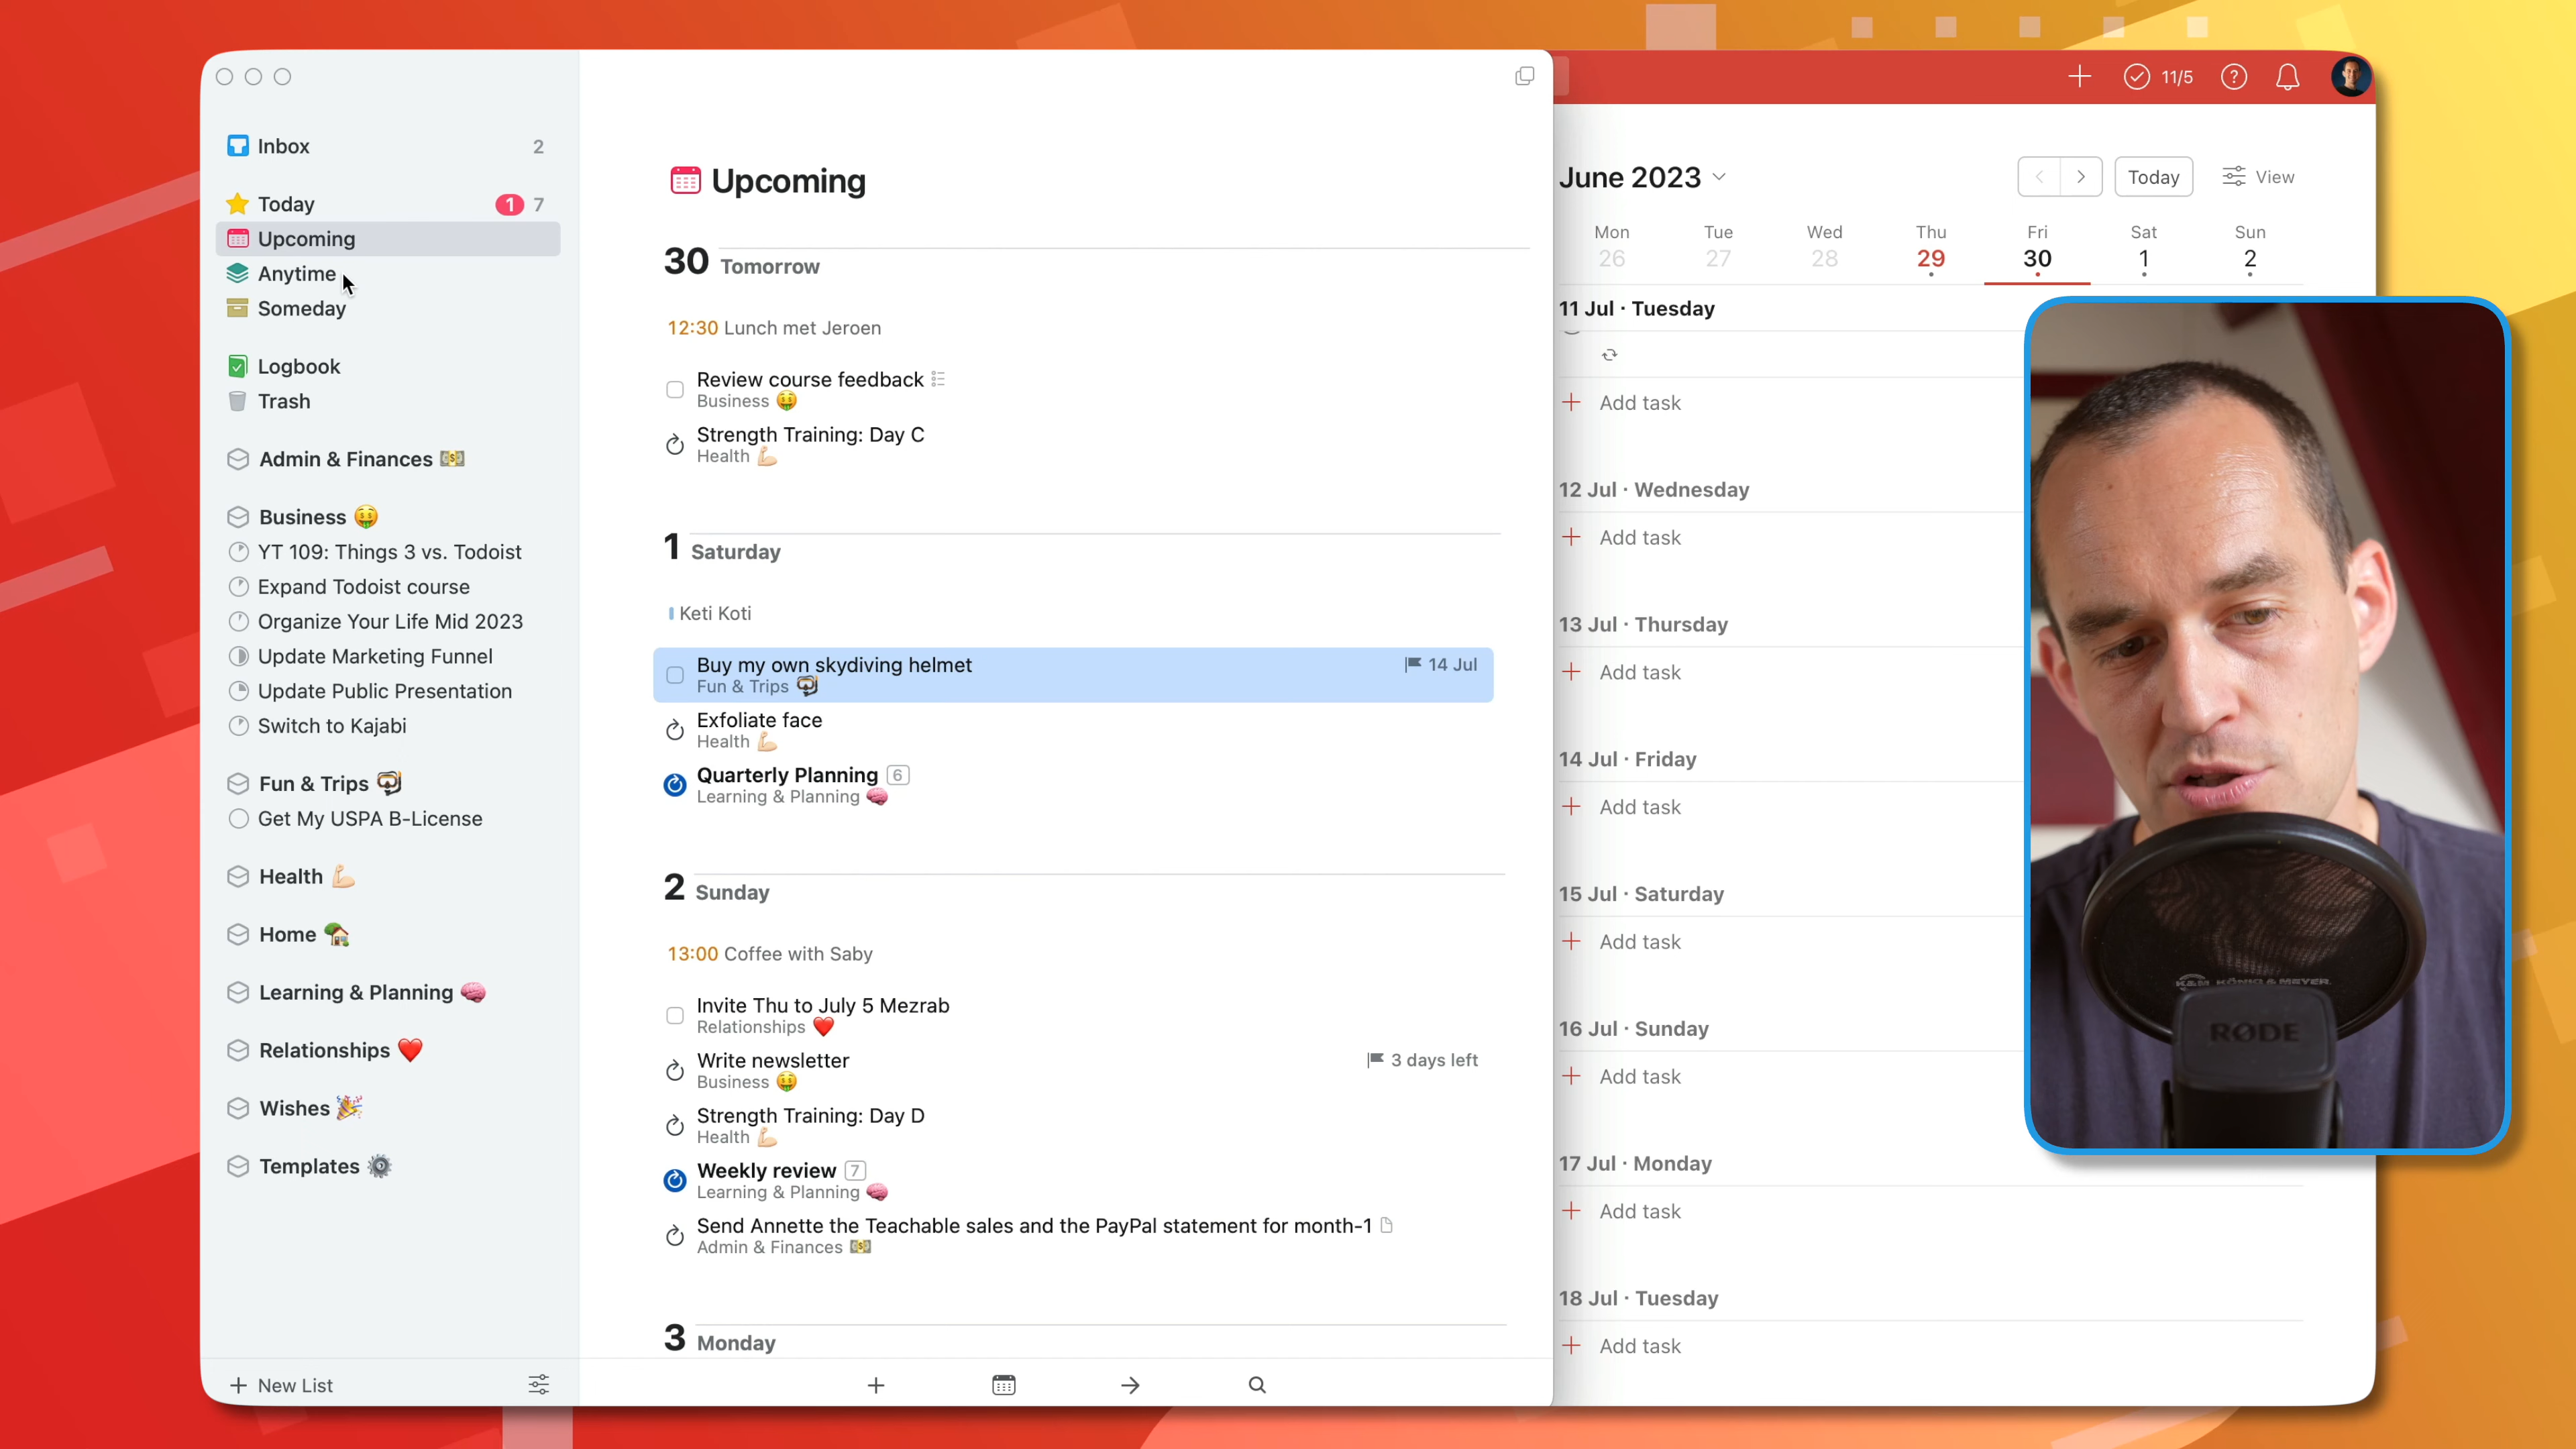 Inbox 2
Today 1 7
Upcoming
Anytime
Someday
Logbook
Trash
Admin & Finances 💵
Business 🤑
YT 109: Things 3 vs. Todoist
Expand Todoist course
Organize Your Life Mid 2023
Update Marketing Funnel
Update Public Presentation
Switch to Kajabi
Fun & Trips 🤿
Get My USPA B-License
Health 💪🏻
Home 🏡
Learning & Planning 🧠
Relationships ❤️
Wishes 🎉
Templates ⚙️
New List
Upcoming
30 Tomorrow
12:30 Lunch met Jeroen
Review course feedback
Business 🤑
Strength Training: Day C
Health 💪🏻
1 Saturday
Keti Koti
Buy my own skydiving helmet 14 Jul
Fun & Trips 🤿
Exfoliate face
Health 💪🏻
Quarterly Planning 6
Learning & Planning 🧠
2 Sunday
13:00 Coffee with Saby
Invite Thu to July 5 Mezrab
Relationships ❤️
Write newsletter 3 days left
Business 🤑
Strength Training: Day D
Health 💪🏻
Weekly review 7
Learning & Planning 🧠
Send Annette the Teachable sales and the PayPal statement for month-1
Admin & Finances 💵
3 Monday
11/5
June 2023 Today View
Mon Tue Wed Thu Fri Sat Sun
26 27 28 29 30 1 2
11 Jul · Tuesday
Add task
12 Jul · Wednesday
Add task
13 Jul · Thursday
Add task
14 Jul · Friday
Add task
15 Jul · Saturday
Add task
16 Jul · Sunday
Add task
17 Jul · Monday
Add task
18 Jul · Tuesday
Add task
K&M KÖNIG & MEYER
RØDE